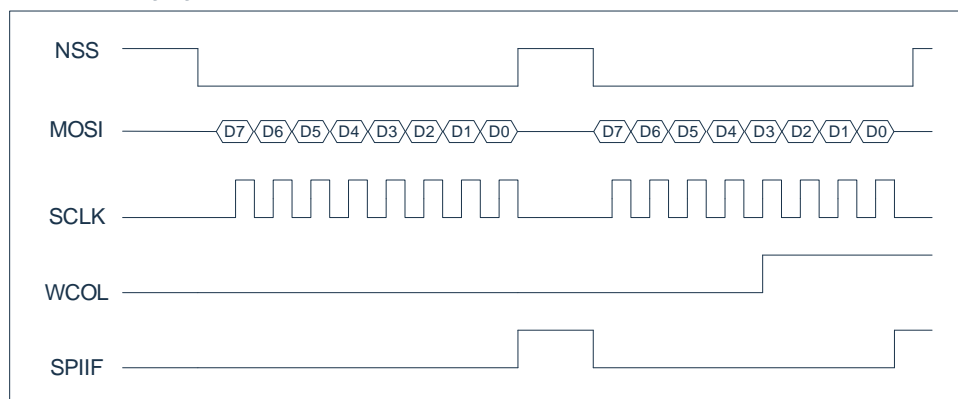 NSS
MOSI D7 D6 D5 D4 D3 D2 D1 D0 D7 D6 D5 D4 D3 D2 D1 D0
SCLK
WCOL
SPIIF